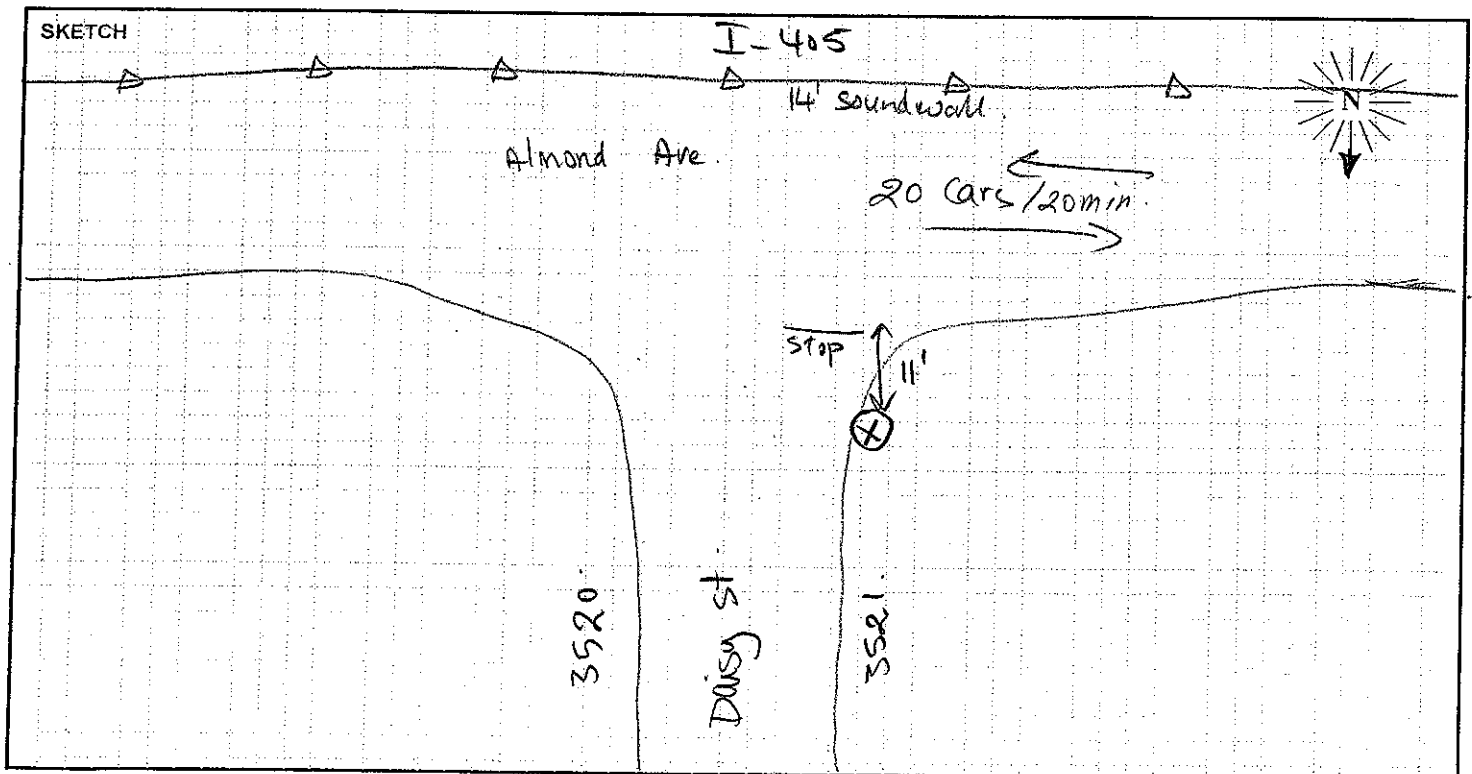 SKETCH
I-405
14' soundwall.
N
Almond Ave.
20 Cars/20min.
Stop
11'
X
3520.
Daisy st.
3521.